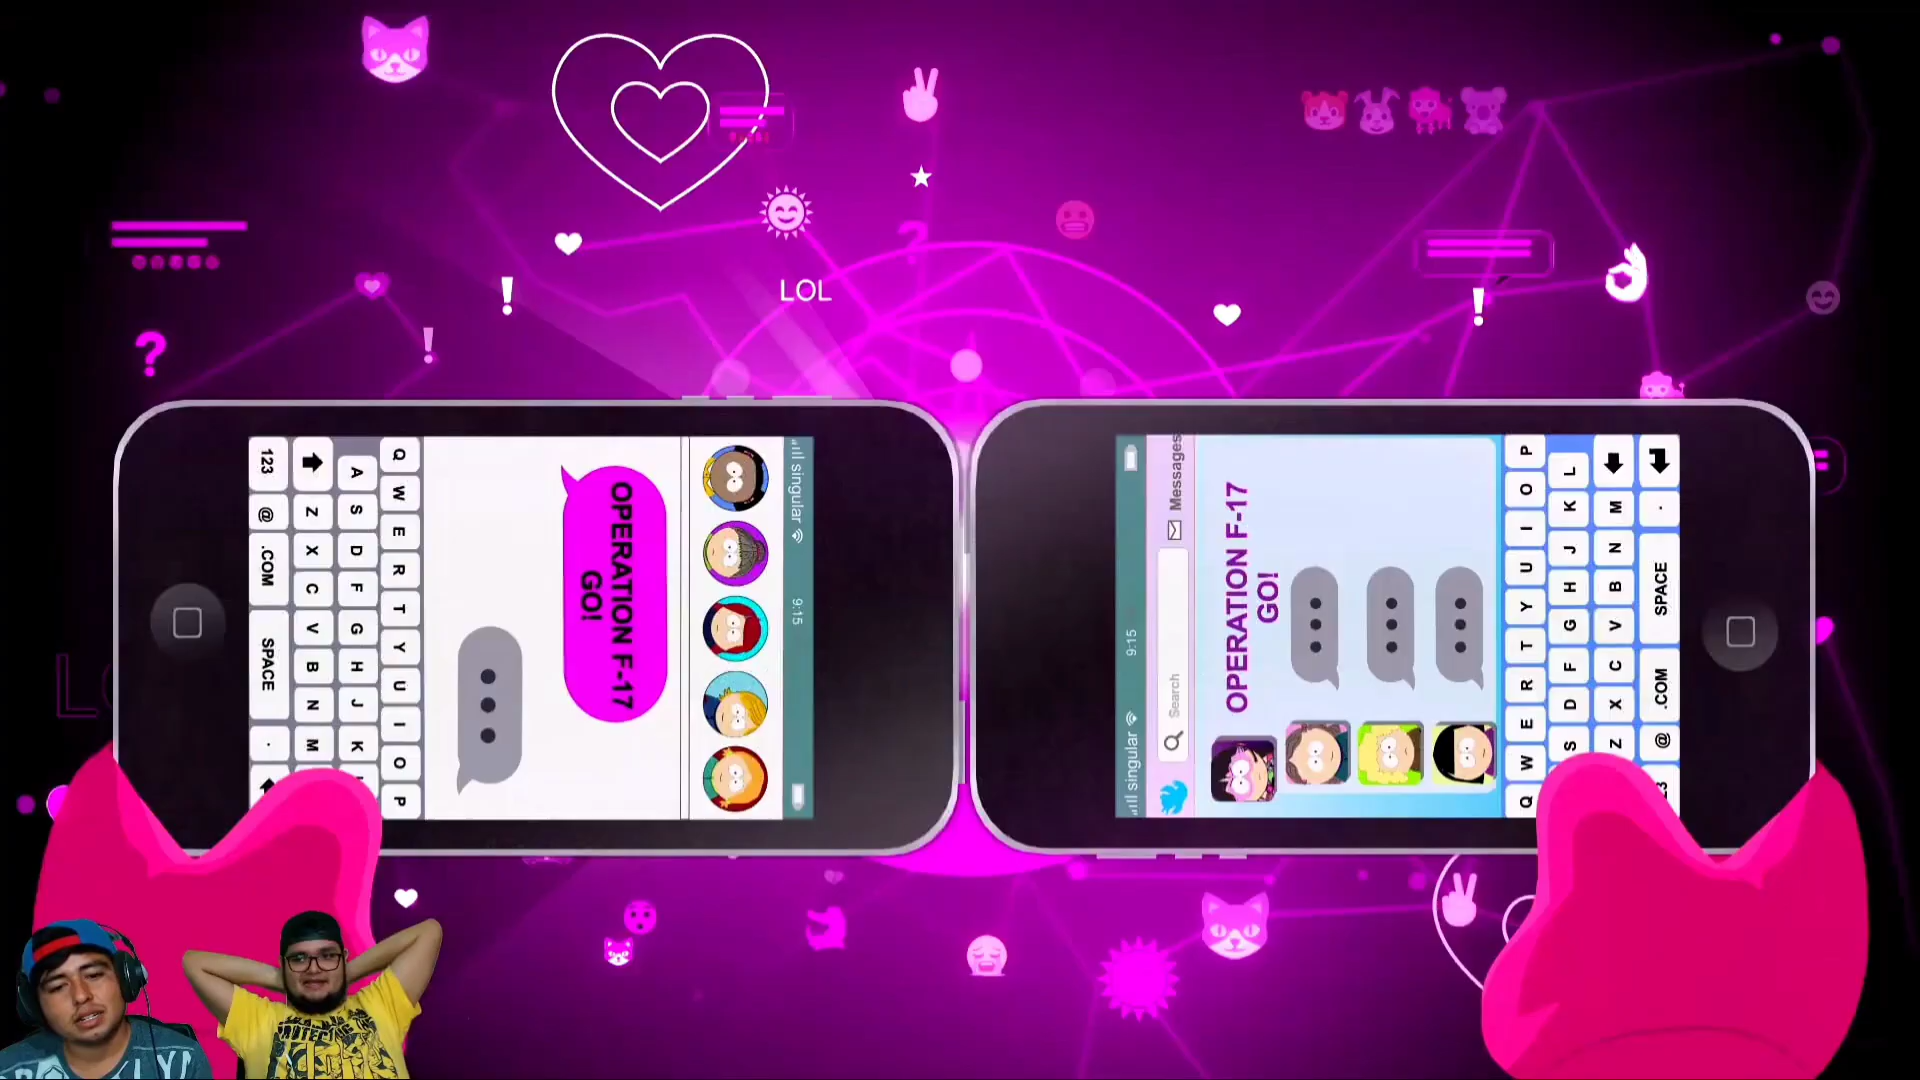 LOL
singular
9:15
OPERATION F-17
GO!
Q W E R T Y U I O P
A S D F G H J K
Z X C V B N M
123 @ .COM SPACE .
singular
9:15
Messages
Search
OPERATION F-17
GO!
Q W E R T Y U I O P
S D F G H J K L
Z X C V B N M
@ .COM SPACE .
?
!
!
!